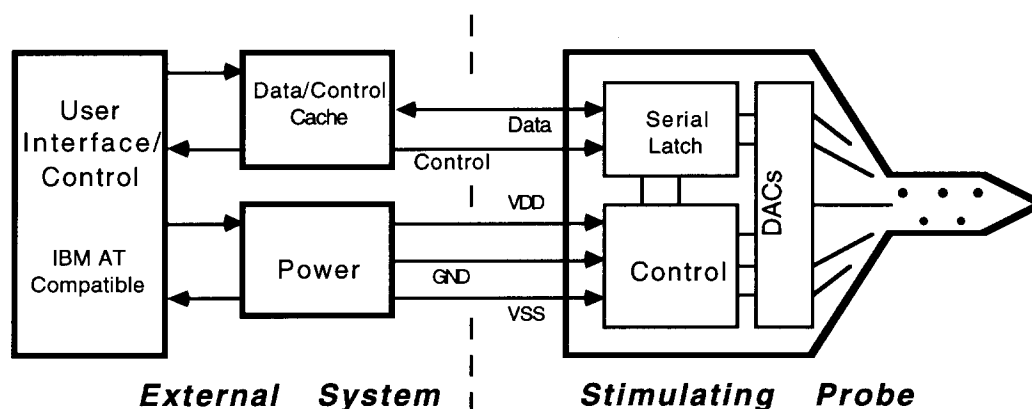 User
Interface/
Control
IBM AT
Compatible
Data/Control
Cache
Power
Data
Control
VDD
GND
VSS
Serial
Latch
Control
DACs
External System
Stimulating Probe